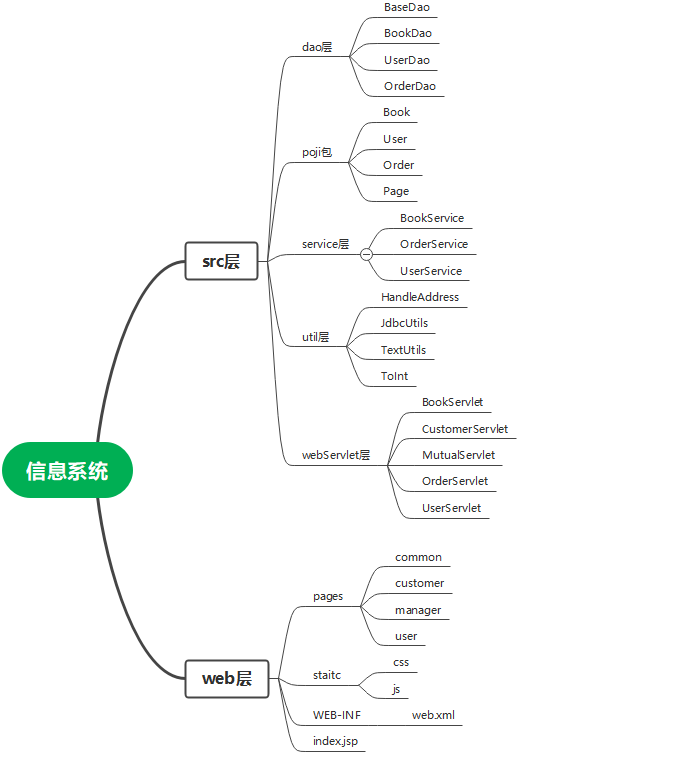 信息系统
src层
dao层
BaseDao
BookDao
UserDao
OrderDao
poji包
Book
User
Order
Page
service层
BookService
OrderService
UserService
util层
HandleAddress
JdbcUtils
TextUtils
ToInt
webServlet层
BookServlet
CustomerServlet
MutualServlet
OrderServlet
UserServlet
web层
pages
common
customer
manager
user
staitc
css
js
WEB-INF
web.xml
index.jsp